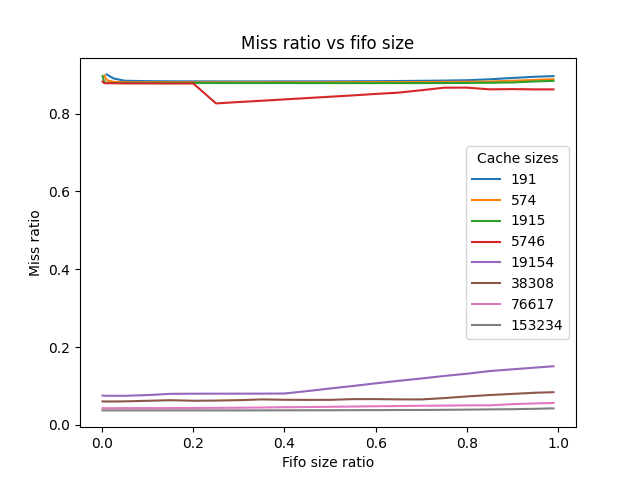 Miss ratio vs fifo size
Miss ratio
0.8
0.6
0.4
0.2
0.0
Cache sizes
191
574
1915
5746
19154
38308
76617
153234
0.0 0.2 0.4 0.6 0.8 1.0
Fifo size ratio